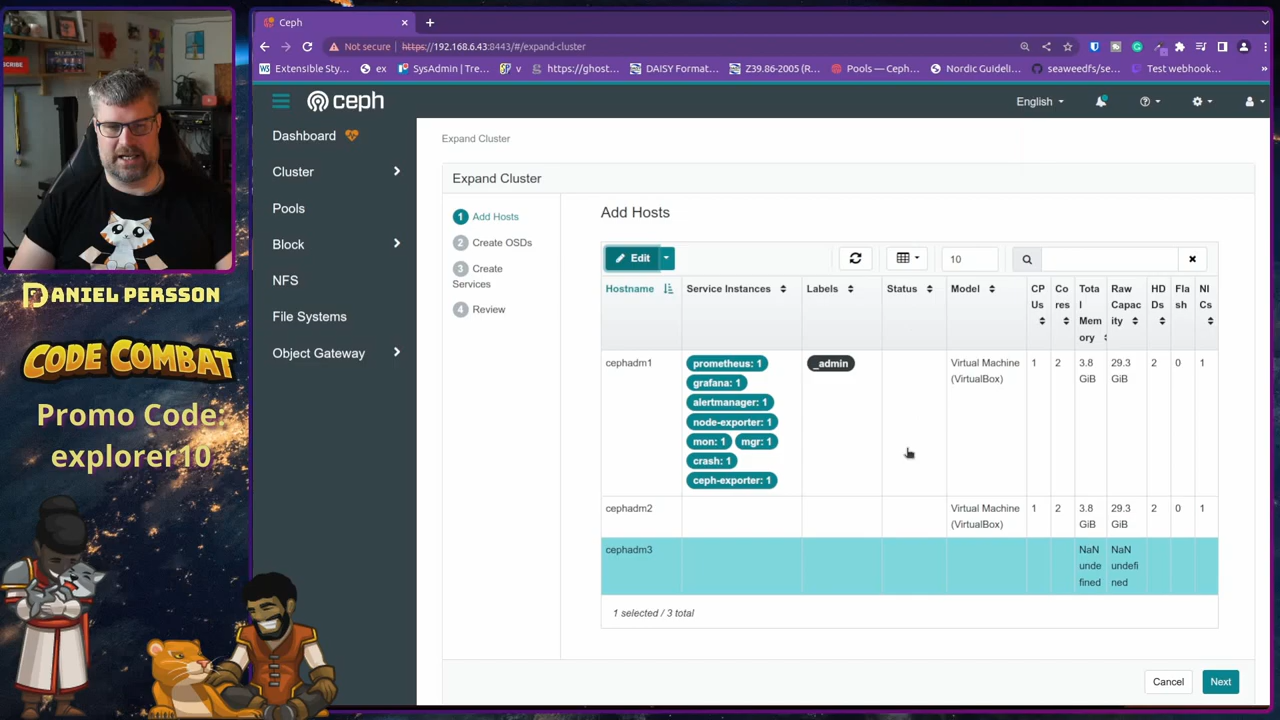 Ceph
Not secure https://192.168.6.43:8443/#/expand-cluster
Extensible Sty... ex SysAdmin | Tre... v https://ghost... DAISY Format... Z39.86-2005 (R... Pools — Ceph... Nordic Guideli... seaweedfs/se... Test webhook...
ceph
English
Dashboard
Cluster
Pools
Block
NFS
File Systems
Object Gateway
Expand Cluster
Expand Cluster
1 Add Hosts
2 Create OSDs
3 Create
Services
4 Review
Add Hosts
Edit
10
Hostname Service Instances Labels Status Model CP Us Co res Tota l Mem ory Raw Capac ity HD Ds Fla sh NI Cs
cephadm1 prometheus: 1 _admin Virtual Machine (VirtualBox) 1 2 3.8 GiB 29.3 GiB 2 0 1
grafana: 1
alertmanager: 1
node-exporter: 1
mon: 1 mgr: 1
crash: 1
ceph-exporter: 1
cephadm2 Virtual Machine (VirtualBox) 1 2 3.8 GiB 29.3 GiB 2 0 1
cephadm3 NaN unde fined NaN undefi ned
1 selected / 3 total
Cancel Next
SCRIBE
DANIEL PERSSON
CODE COMBAT
Promo Code:
explorer10